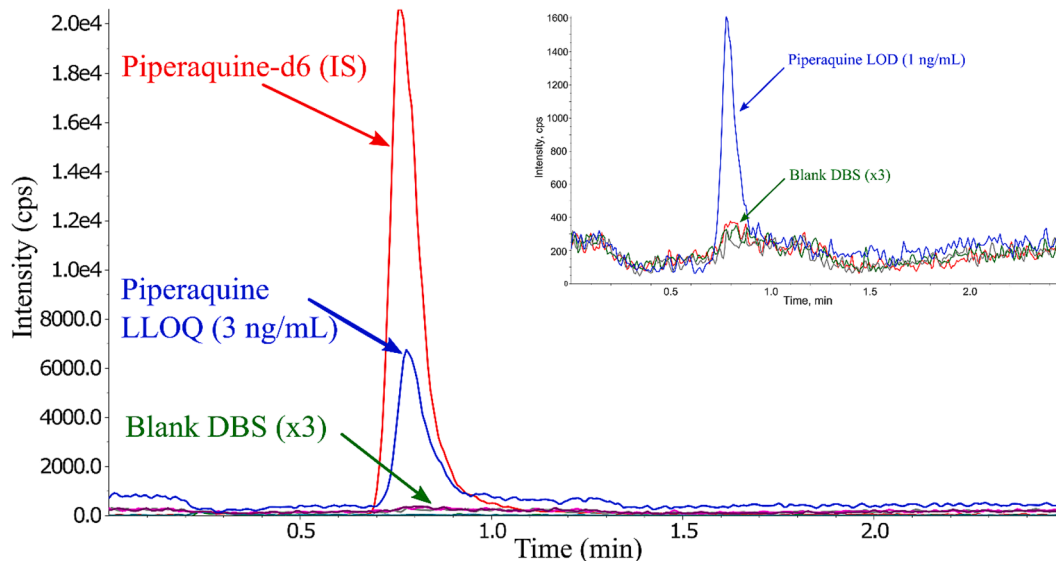 2.0e4
1.8e4
1.6e4
1.4e4
1.2e4
1.0e4
8000.0
6000.0
4000.0
2000.0
0.0
Intensity (cps)
Piperaquine-d6 (IS)
Piperaquine
LLOQ (3 ng/mL)
Blank DBS (x3)
0.5
1.0
1.5
2.0
Time (min)
1600
1400
1200
1000
800
600
400
200
0
Intensity, cps
Piperaquine LOD (1 ng/mL)
Blank DBS (x3)
0.5
1.0
1.5
2.0
Time, min